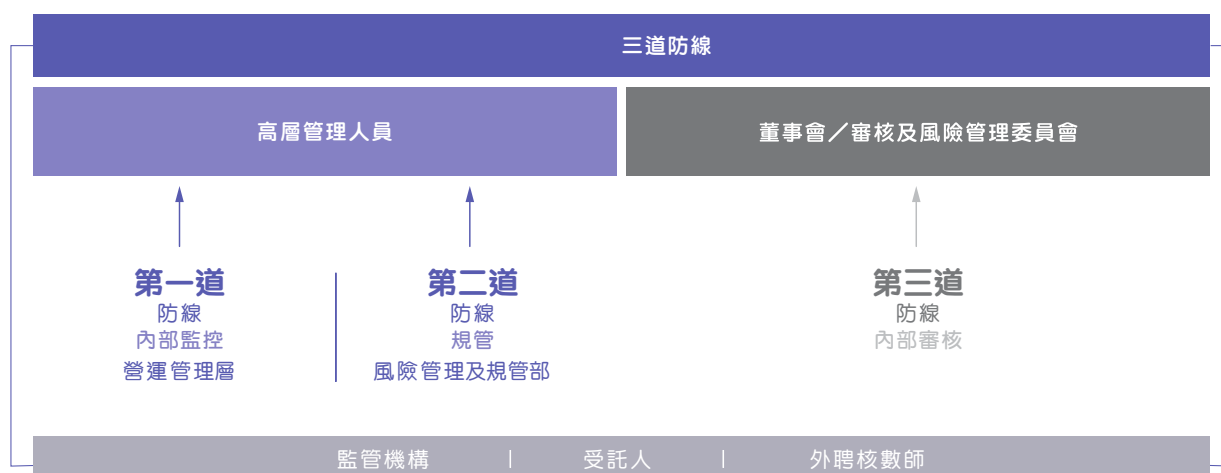 三道防線
高層管理人員
董事會／審核及風險管理委員會
第一道
防線
內部監控
營運管理層
第二道
防線
規管
風險管理及規管部
第三道
防線
內部審核
監管機構 | 受託人 | 外聘核數師